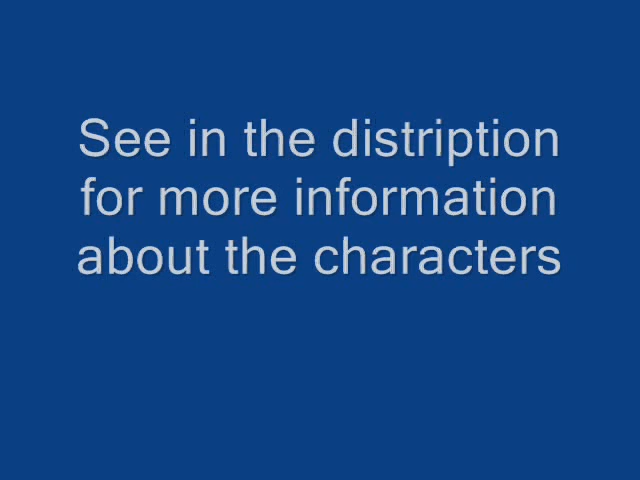 See in the distription
for more information
about the characters